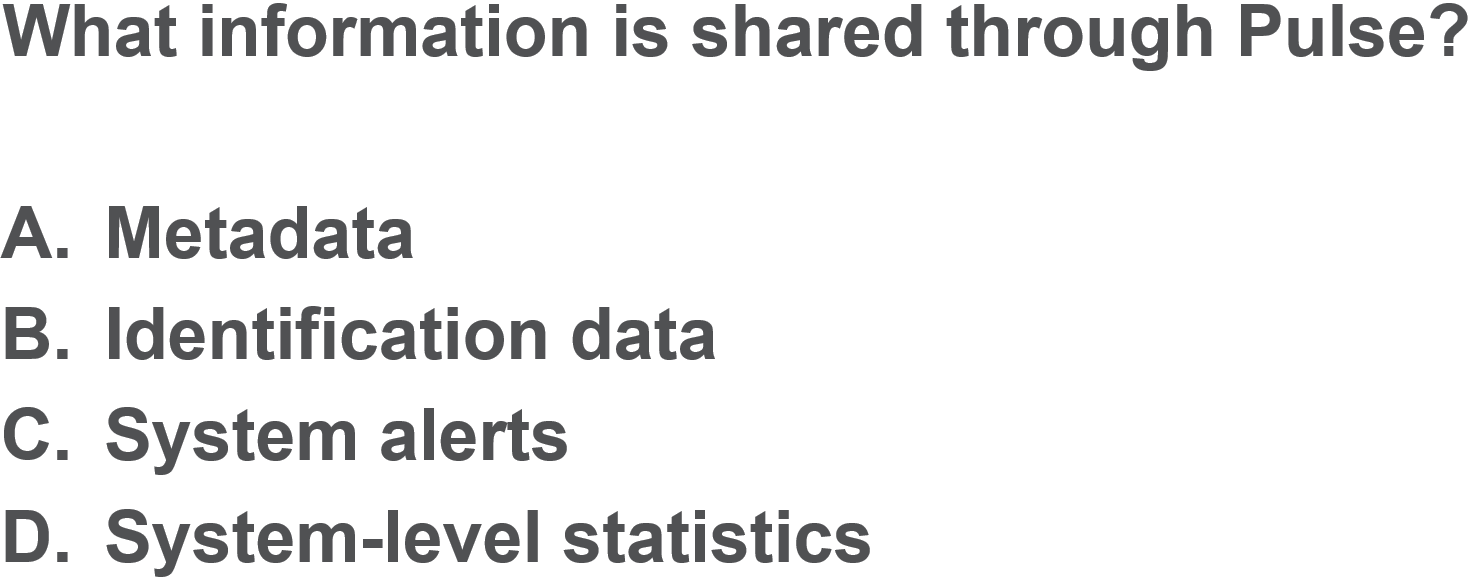 What information is shared through Pulse?
A. Metadata
B. Identification data
C. System alerts
D. System-level statistics